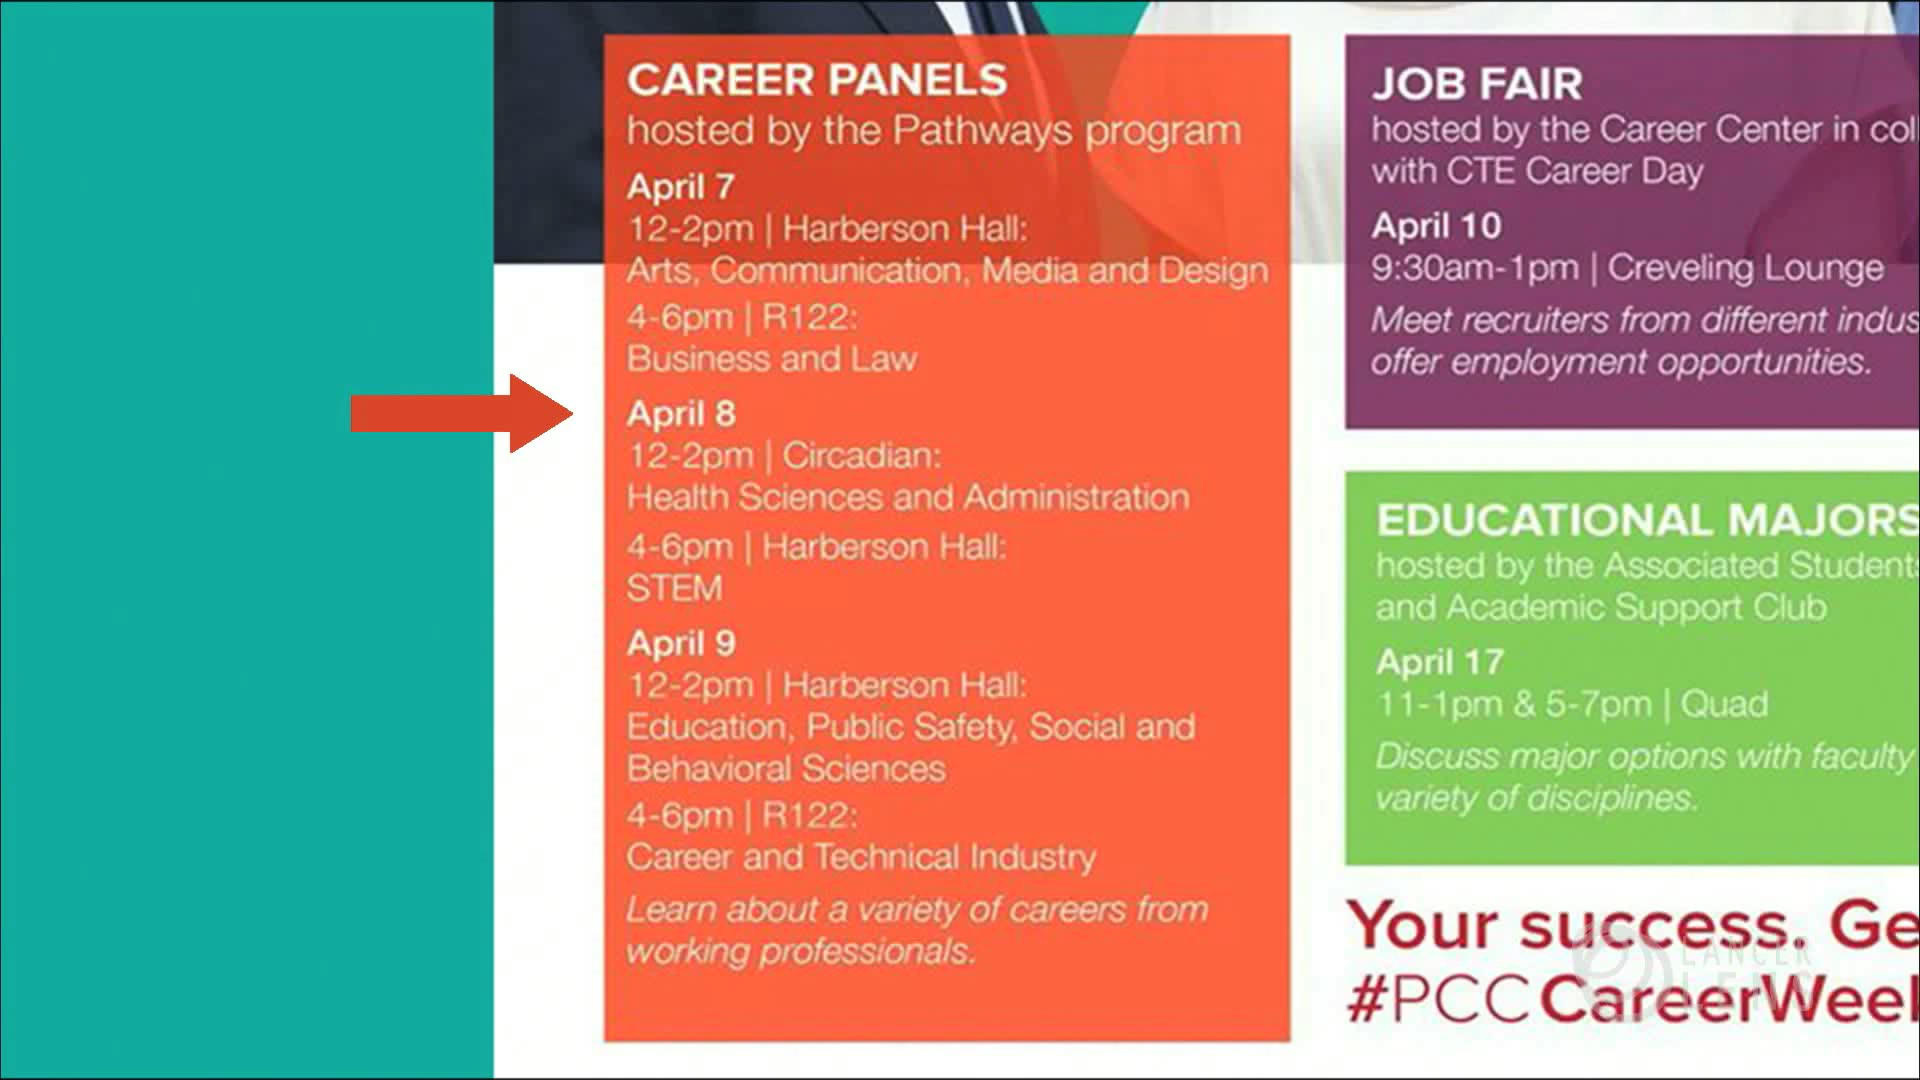 CAREER PANELS
hosted by the Pathways program
April 7
12-2pm | Harberson Hall:
Arts, Communication, Media and Design
4-6pm | R122:
Business and Law
April 8
12-2pm | Circadian:
Health Sciences and Administration
4-6pm | Harberson Hall:
STEM
April 9
12-2pm | Harberson Hall:
Education, Public Safety, Social and
Behavioral Sciences
4-6pm | R122:
Career and Technical Industry
Learn about a variety of careers from
working professionals.
JOB FAIR
hosted by the Career Center in col
with CTE Career Day
April 10
9:30am-1pm | Creveling Lounge
Meet recruiters from different indus
offer employment opportunities.
EDUCATIONAL MAJORS
hosted by the Associated Students
and Academic Support Club
April 17
11-1pm & 5-7pm | Quad
Discuss major options with faculty
variety of disciplines.
Your success. Ge
#PCCCareerWeek
LANCER
LENS